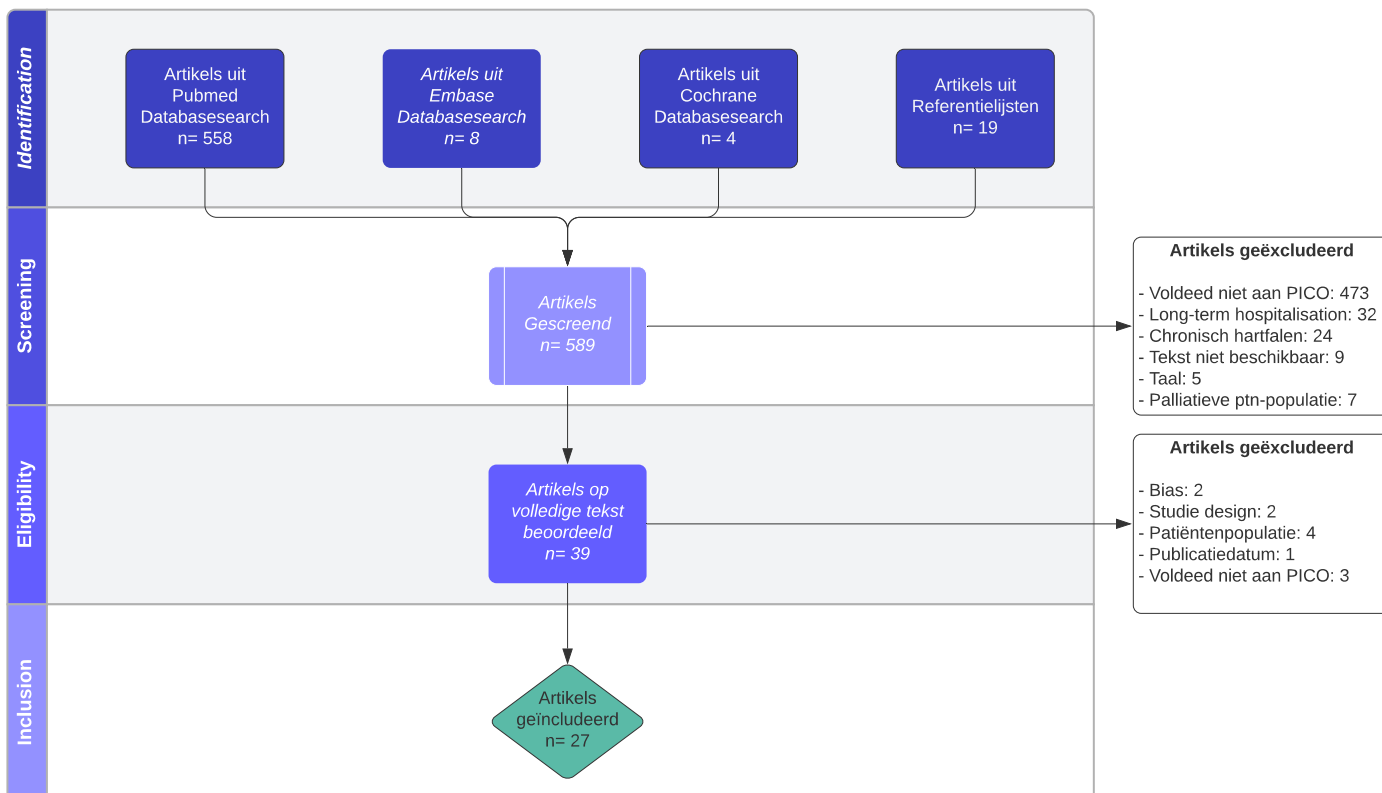 Identification
Artikels uit
Pubmed
Databasesearch
n= 558
Artikels uit
Embase
Databasesearch
n= 8
Artikels uit
Cochrane
Databasesearch
n= 4
Artikels uit
Referentielijsten
n= 19
Screening
Artikels
Gescreend
n= 589
Artikels geëxcludeerd
- Voldeed niet aan PICO: 473
- Long-term hospitalisation: 32
- Chronisch hartfalen: 24
- Tekst niet beschikbaar: 9
- Taal: 5
- Palliatieve ptn-populatie: 7
Eligibility
Artikels op
volledige tekst
beoordeeld
n= 39
Artikels geëxcludeerd
- Bias: 2
- Studie design: 2
- Patiëntenpopulatie: 4
- Publicatiedatum: 1
- Voldeed niet aan PICO: 3
Inclusion
Artikels
geïncludeerd
n= 27